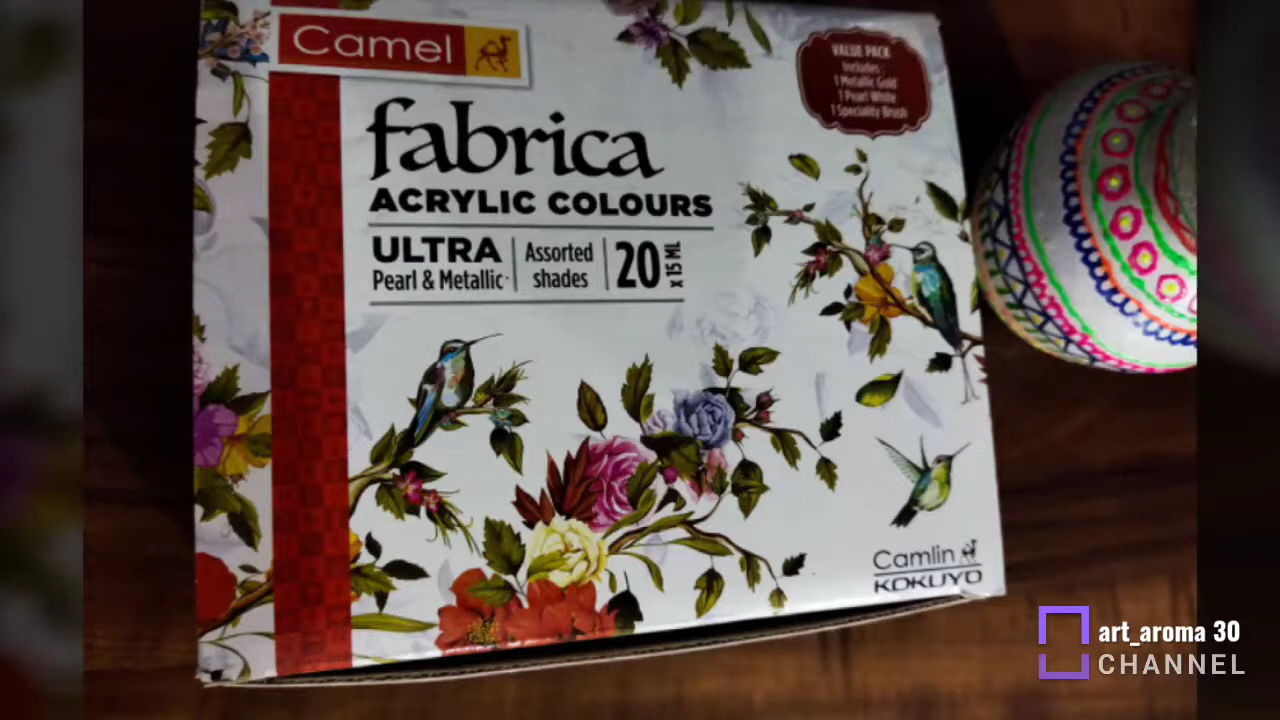 Camel
VALUE PACK
Includes :
1 Metallic Gold
1 Pearl White
1 Speciality Brush
fabrica
ACRYLIC COLOURS
ULTRA
Pearl & Metallic
Assorted
shades
20
x 15 ML
Camlin
KOKUYO
art_aroma 30
CHANNEL